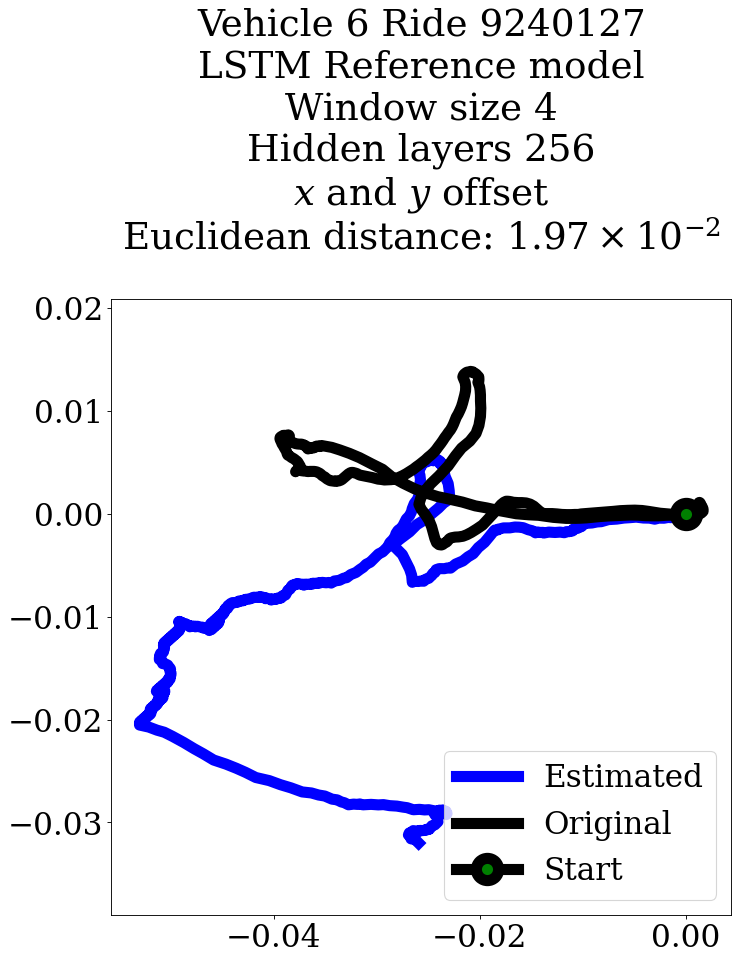 Vehicle 6 Ride 9240127
LSTM Reference model
Window size 4
Hidden layers 256
x and y offset
Euclidean distance: 1.97 × 10⁻²
0.02
0.01
0.00
−0.01
−0.02
−0.03
Estimated
Original
Start
−0.04
−0.02
0.00